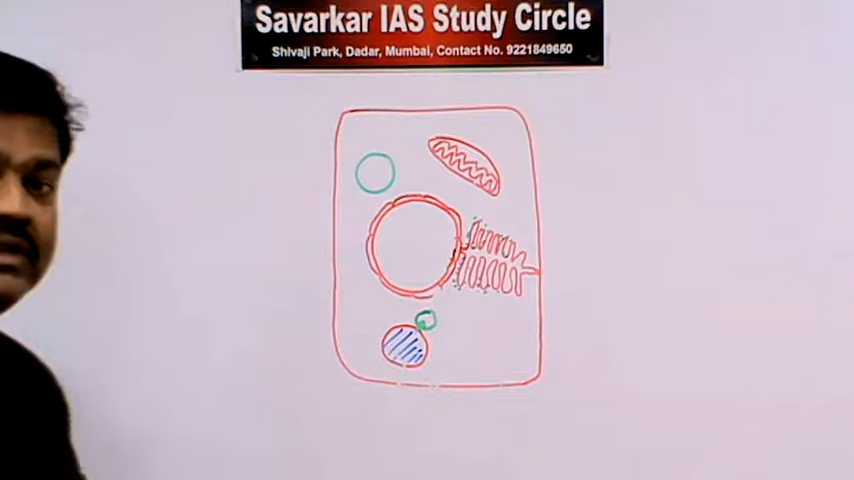 Savarkar IAS Study Circle
Shivaji Park, Dadar, Mumbai, Contact No. 9221849650